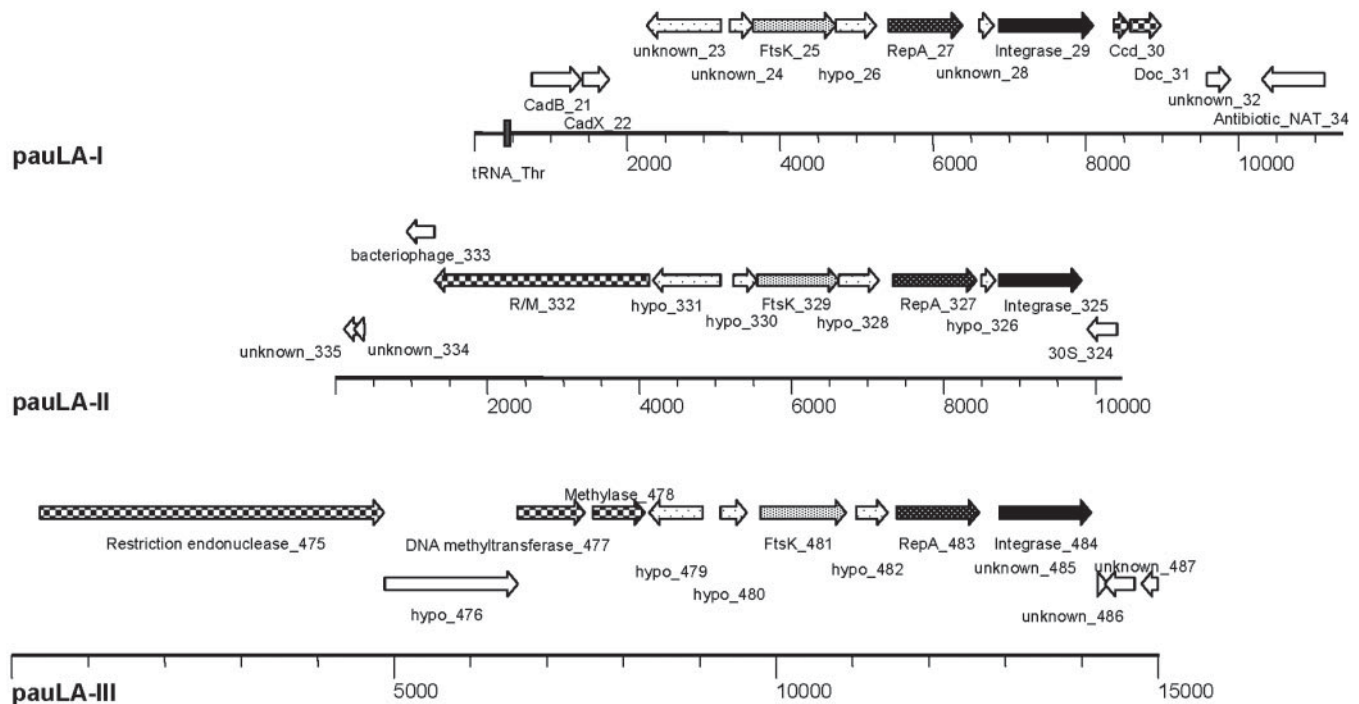 unknown_23 FtsK_25 RepA_27 Integrase_29 Ccd_30
unknown_24 hypo_26 unknown_28 Doc_31
CadB_21 unknown_32
CadX_22 Antibiotic_NAT_34
pauLA-I
2000 4000 6000 8000 10000
tRNA_Thr
bacteriophage_333
R/M_332 hypo_331 FtsK_329 RepA_327 Integrase_325
hypo_330 hypo_328 hypo_326
unknown_335 unknown_334 30S_324
pauLA-II
2000 4000 6000 8000 10000
Methylase_478
Restriction endonuclease_475 DNA methyltransferase_477 FtsK_481 RepA_483 Integrase_484
hypo_479 hypo_482 unknown_485 unknown_487
hypo_480
hypo_476 unknown_486
pauLA-III
5000 10000 15000